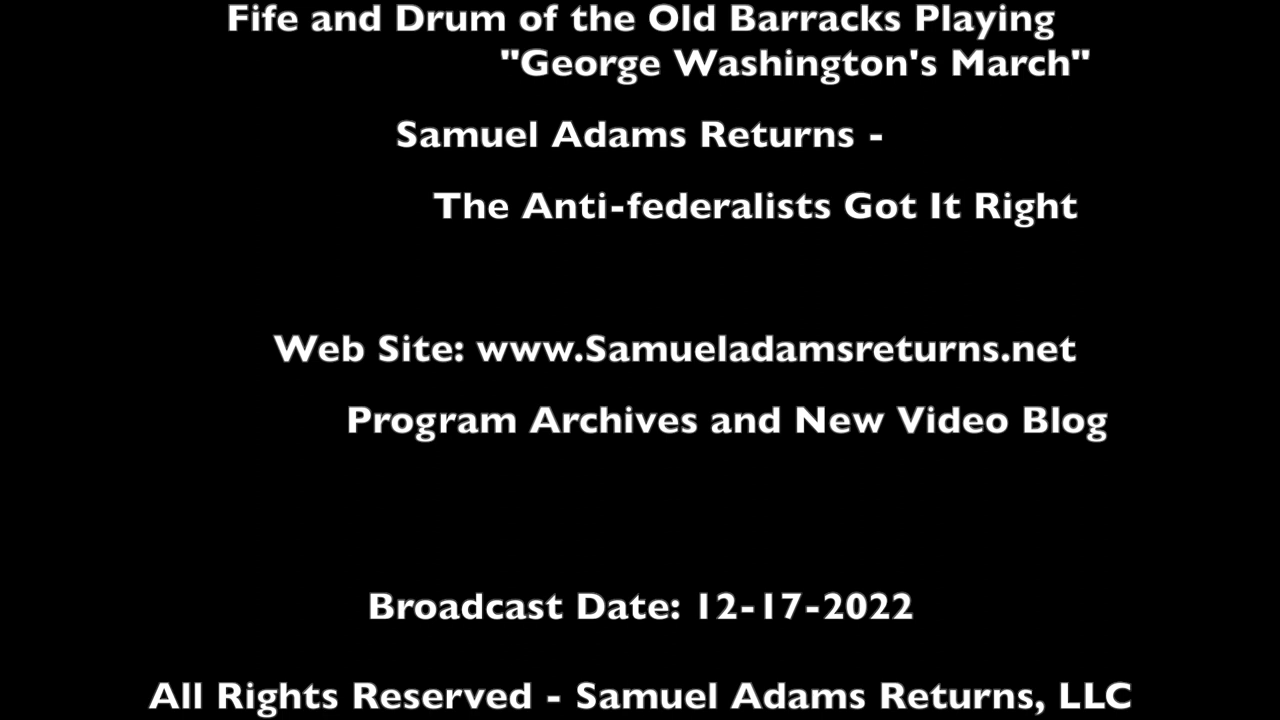 Fife and Drum of the Old Barracks Playing
"George Washington's March"
Samuel Adams Returns -
The Anti-federalists Got It Right
Web Site: www.Samueladamsreturns.net
Program Archives and New Video Blog
Broadcast Date: 12-17-2022
All Rights Reserved - Samuel Adams Returns, LLC